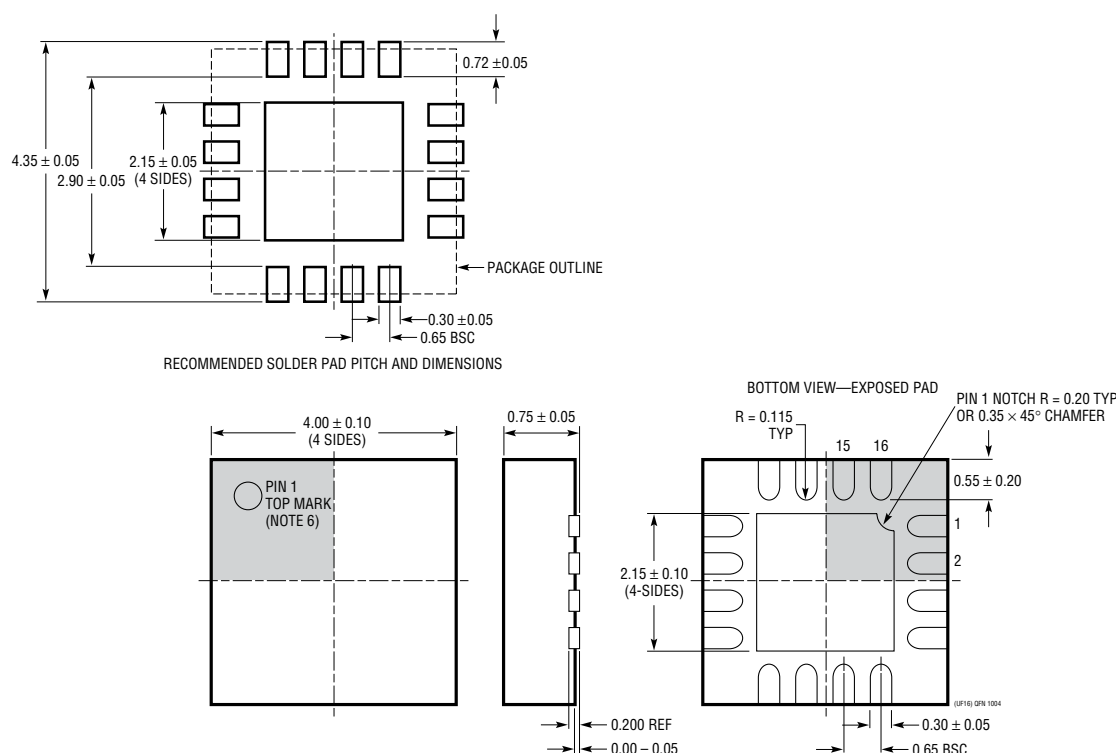 0.72 ±0.05
4.35 ± 0.05
2.90 ± 0.05
2.15 ± 0.05
(4 SIDES)
PACKAGE OUTLINE
0.30 ±0.05
0.65 BSC
RECOMMENDED SOLDER PAD PITCH AND DIMENSIONS
4.00 ± 0.10
(4 SIDES)
PIN 1
TOP MARK
(NOTE 6)
0.75 ± 0.05
0.200 REF
0.00 – 0.05
BOTTOM VIEW—EXPOSED PAD
R = 0.115
TYP
15
16
PIN 1 NOTCH R = 0.20 TYP
OR 0.35 × 45° CHAMFER
0.55 ± 0.20
1
2
2.15 ± 0.10
(4-SIDES)
(UF16) QFN 1004
0.30 ± 0.05
0.65 BSC